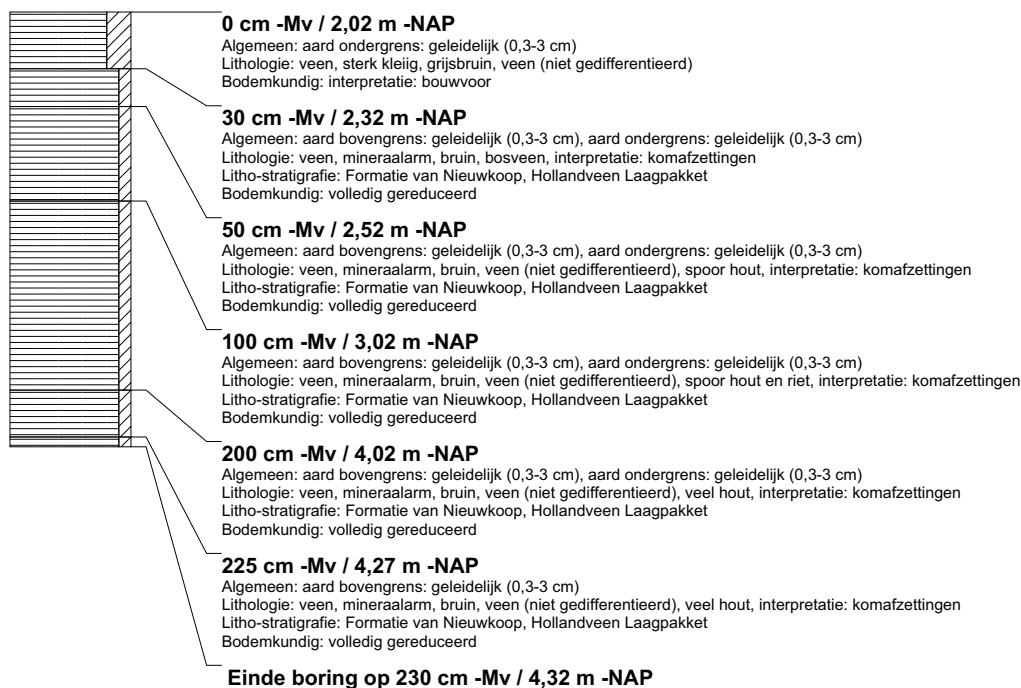 0 cm -Mv / 2,02 m -NAP
Algemeen: aard ondergrens: geleidelijk (0,3-3 cm)
Lithologie: veen, sterk kleiig, grijsbruin, veen (niet gedifferentieerd)
Bodemkundig: interpretatie: bouwvoor
30 cm -Mv / 2,32 m -NAP
Algemeen: aard bovengrens: geleidelijk (0,3-3 cm), aard ondergrens: geleidelijk (0,3-3 cm)
Lithologie: veen, mineraalarm, bruin, bosveen, interpretatie: komafzettingen
Litho-stratigrafie: Formatie van Nieuwkoop, Hollandveen Laagpakket
Bodemkundig: volledig gereduceerd
50 cm -Mv / 2,52 m -NAP
Algemeen: aard bovengrens: geleidelijk (0,3-3 cm), aard ondergrens: geleidelijk (0,3-3 cm)
Lithologie: veen, mineraalarm, bruin, veen (niet gedifferentieerd), spoor hout, interpretatie: komafzettingen
Litho-stratigrafie: Formatie van Nieuwkoop, Hollandveen Laagpakket
Bodemkundig: volledig gereduceerd
100 cm -Mv / 3,02 m -NAP
Algemeen: aard bovengrens: geleidelijk (0,3-3 cm), aard ondergrens: geleidelijk (0,3-3 cm)
Lithologie: veen, mineraalarm, bruin, veen (niet gedifferentieerd), spoor hout en riet, interpretatie: komafzettingen
Litho-stratigrafie: Formatie van Nieuwkoop, Hollandveen Laagpakket
Bodemkundig: volledig gereduceerd
200 cm -Mv / 4,02 m -NAP
Algemeen: aard bovengrens: geleidelijk (0,3-3 cm), aard ondergrens: geleidelijk (0,3-3 cm)
Lithologie: veen, mineraalarm, bruin, veen (niet gedifferentieerd), veel hout, interpretatie: komafzettingen
Litho-stratigrafie: Formatie van Nieuwkoop, Hollandveen Laagpakket
Bodemkundig: volledig gereduceerd
225 cm -Mv / 4,27 m -NAP
Algemeen: aard bovengrens: geleidelijk (0,3-3 cm)
Lithologie: veen, mineraalarm, bruin, veen (niet gedifferentieerd), veel hout, interpretatie: komafzettingen
Litho-stratigrafie: Formatie van Nieuwkoop, Hollandveen Laagpakket
Bodemkundig: volledig gereduceerd
Einde boring op 230 cm -Mv / 4,32 m -NAP